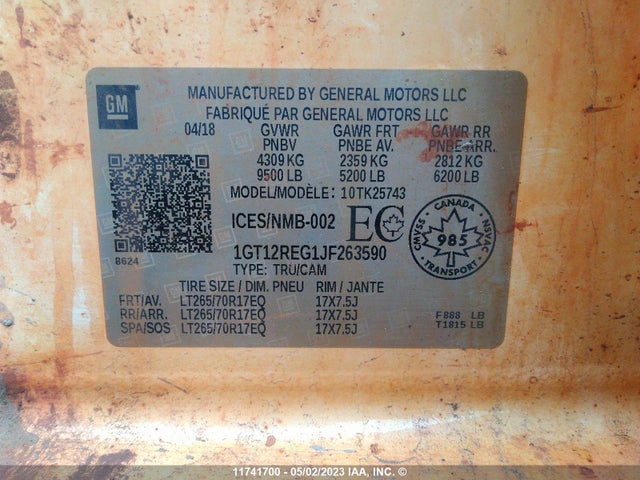 GM
MANUFACTURED BY GENERAL MOTORS LLC
FABRIQUÉ PAR GENERAL MOTORS LLC
04/18 GVWR GAWR FRT GAWR RR
PNBV PNBE AV. PNBE ARR.
4309 KG 2359 KG 2812 KG
9500 LB 5200 LB 6200 LB
MODEL/MODÈLE: 10TK25743
ICES/NMB-002 EC
CANADA
CMVSS 985 NSVAC
TRANSPORT
8624
1GT12REG1JF263590
TYPE: TRU/CAM
TIRE SIZE / DIM. PNEU RIM / JANTE
FRT/AV. LT265/70R17EQ 17X7.5J
RR/ARR. LT265/70R17EQ 17X7.5J F888 LB
SPA/SOS LT265/70R17EQ 17X7.5J T1815 LB
11741700 - 05/02/2023 IAA, INC. ©